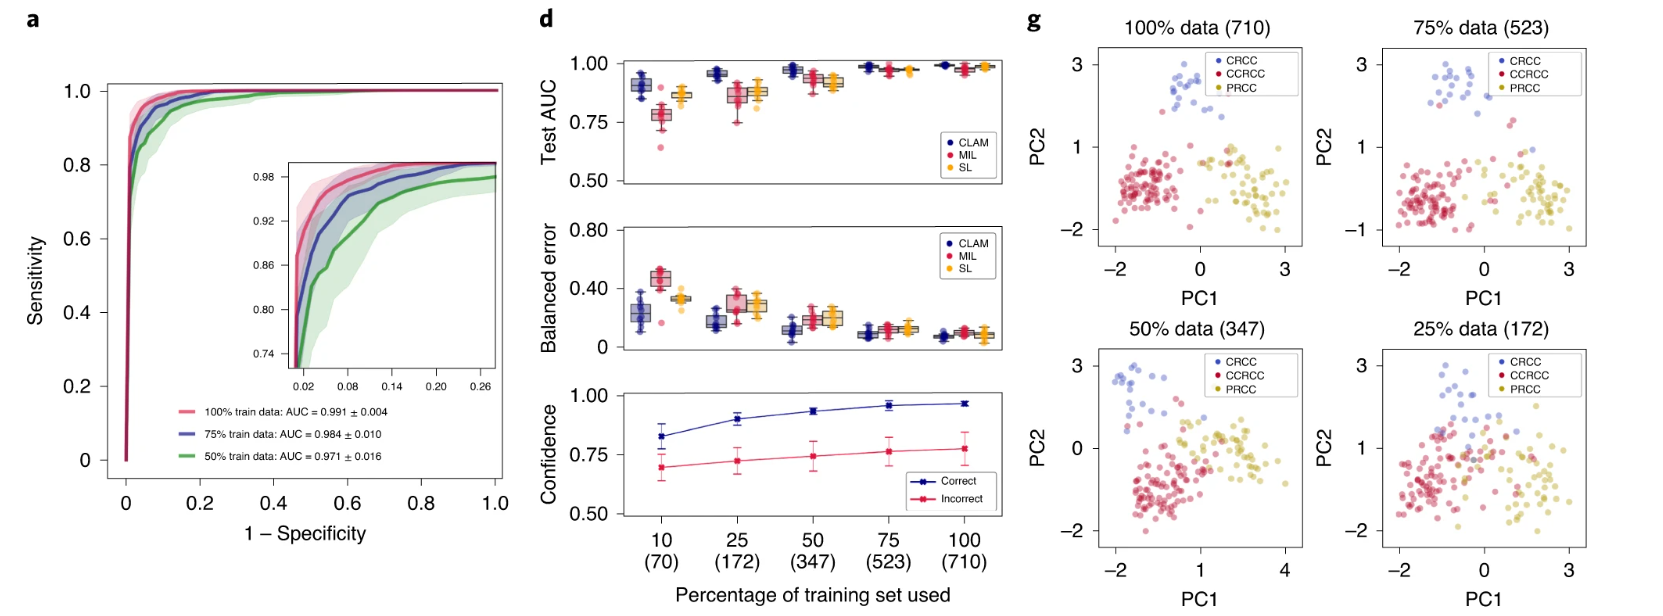 a
1.0
0.8
0.6
0.4
0.2
0
Sensitivity
0.98
0.92
0.86
0.80
0.74
0.02 0.08 0.14 0.20 0.26
100% train data: AUC = 0.991 ± 0.004
75% train data: AUC = 0.984 ± 0.010
50% train data: AUC = 0.971 ± 0.016
0 0.2 0.4 0.6 0.8 1.0
1 – Specificity
d
1.00
0.75
0.50
Test AUC
CLAM
MIL
SL
0.80
0.40
0
Balanced error
CLAM
MIL
SL
1.00
0.75
0.50
Confidence
Correct
Incorrect
10 25 50 75 100
(70) (172) (347) (523) (710)
Percentage of training set used
g
100% data (710)
3
1
−2
PC2
CRCC
CCRCC
PRCC
−2 0 3
PC1
75% data (523)
3
1
−1
PC2
CRCC
CCRCC
PRCC
−2 0 3
PC1
50% data (347)
3
0
−2
PC2
CRCC
CCRCC
PRCC
−2 1 4
PC1
25% data (172)
3
1
−2
PC2
CRCC
CCRCC
PRCC
−2 0 3
PC1